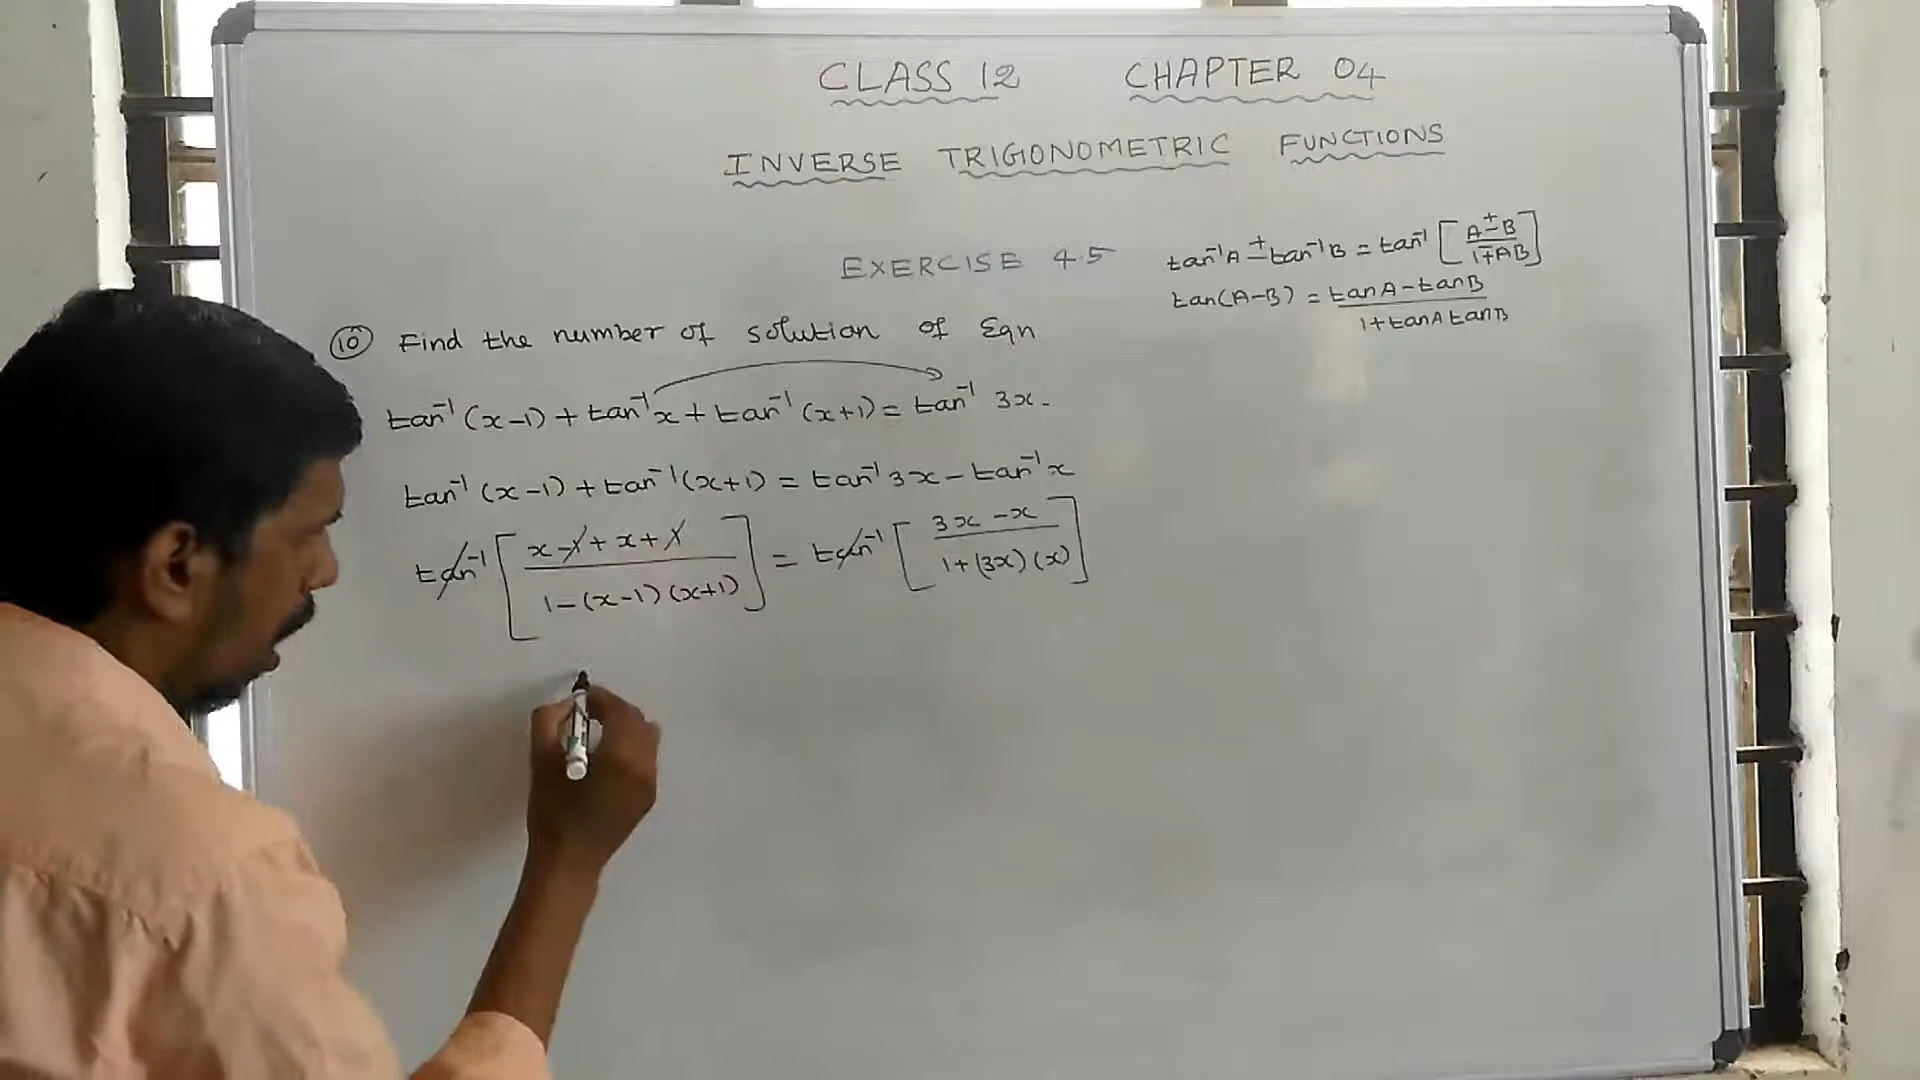 CLASS 12 CHAPTER 04
INVERSE TRIGONOMETRIC FUNCTIONS
EXERCISE 4.5
tan⁻¹A ± tan⁻¹B = tan⁻¹ [ (A ± B) / (1 ∓ AB) ]
tan(A-B) = (tanA - tanB) / (1 + tanA tanB)
(10) Find the number of solution of Eqn
tan⁻¹(x-1) + tan⁻¹x + tan⁻¹(x+1) = tan⁻¹ 3x.
tan⁻¹(x-1) + tan⁻¹(x+1) = tan⁻¹3x - tan⁻¹x
tan⁻¹ [ (x-1+x+1) / (1-(x-1)(x+1)) ] = tan⁻¹ [ (3x-x) / (1+(3x)(x)) ]